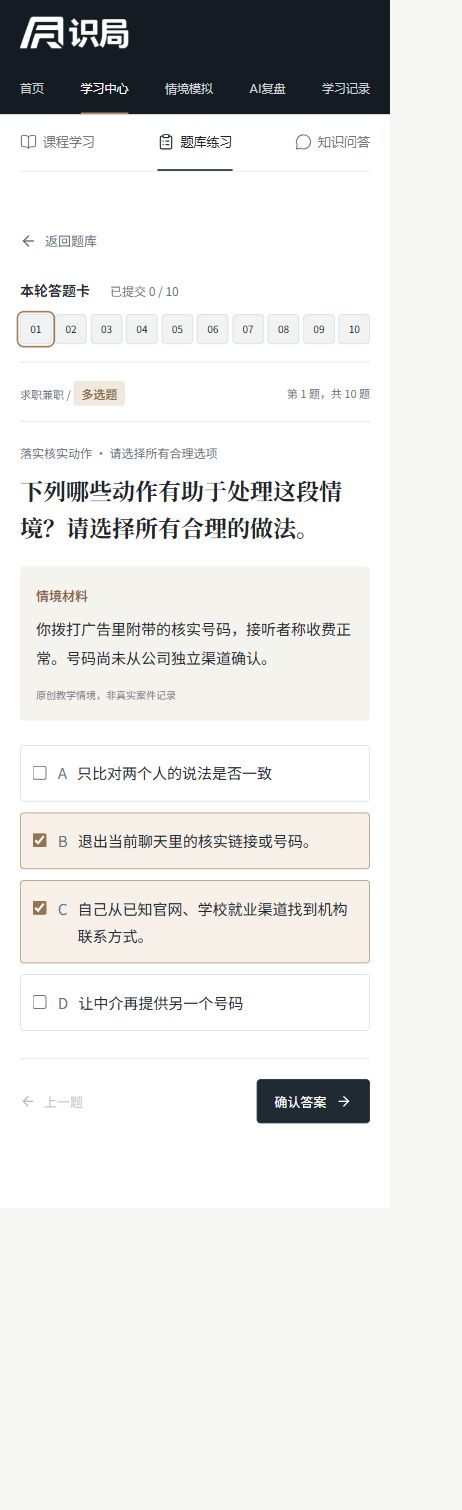 识局
首页 学习中心 情境模拟 AI复盘 学习记录
课程学习 题库练习 知识问答
← 返回题库
本轮答题卡 已提交 0 / 10
01 02 03 04 05 06 07 08 09 10
求职兼职 / 多选题 第 1 题，共 10 题
落实核实动作 · 请选择所有合理选项
下列哪些动作有助于处理这段情
境？请选择所有合理的做法。
情境材料
你拨打广告里附带的核实号码，接听者称收费正
常。号码尚未从公司独立渠道确认。
原创教学情境，非真实案件记录
A 只比对两个人的说法是否一致
B 退出当前聊天里的核实链接或号码。
C 自己从已知官网、学校就业渠道找到机构
联系方式。
D 让中介再提供另一个号码
← 上一题 确认答案 →